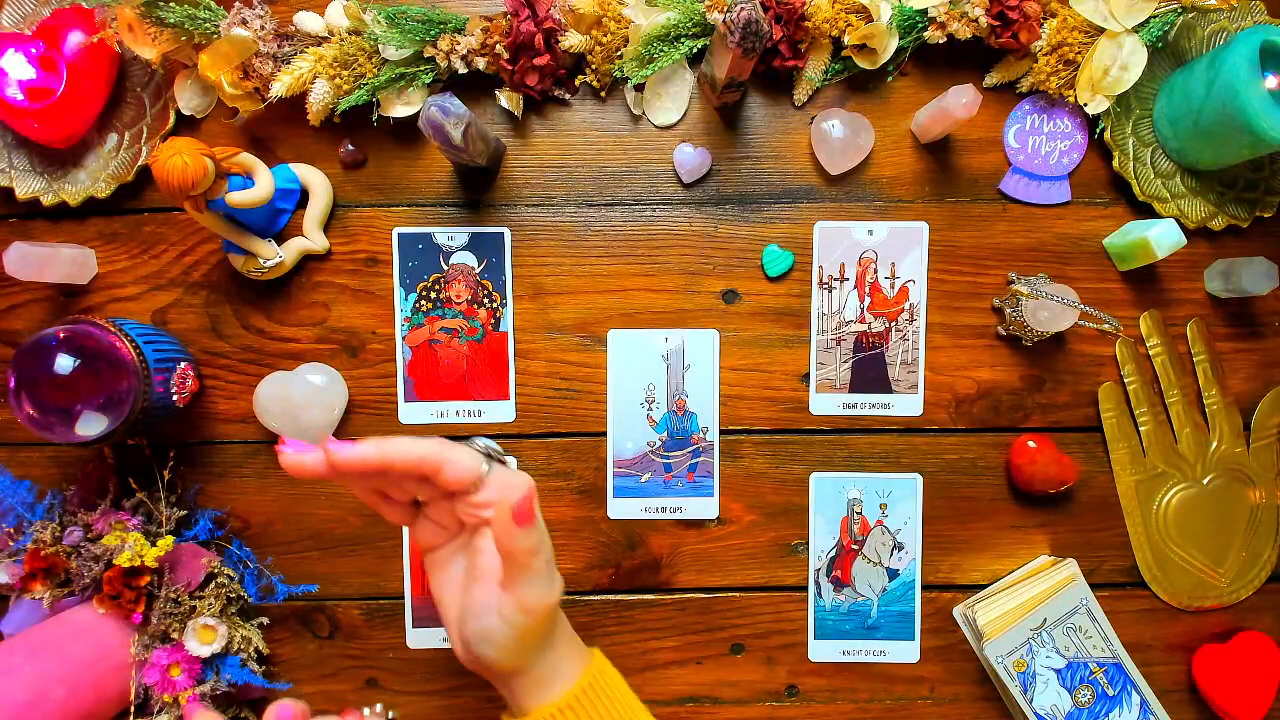 Miss
Mojo
· THE WORLD ·
· EIGHT OF SWORDS ·
· FOUR OF CUPS ·
· KNIGHT OF CUPS ·